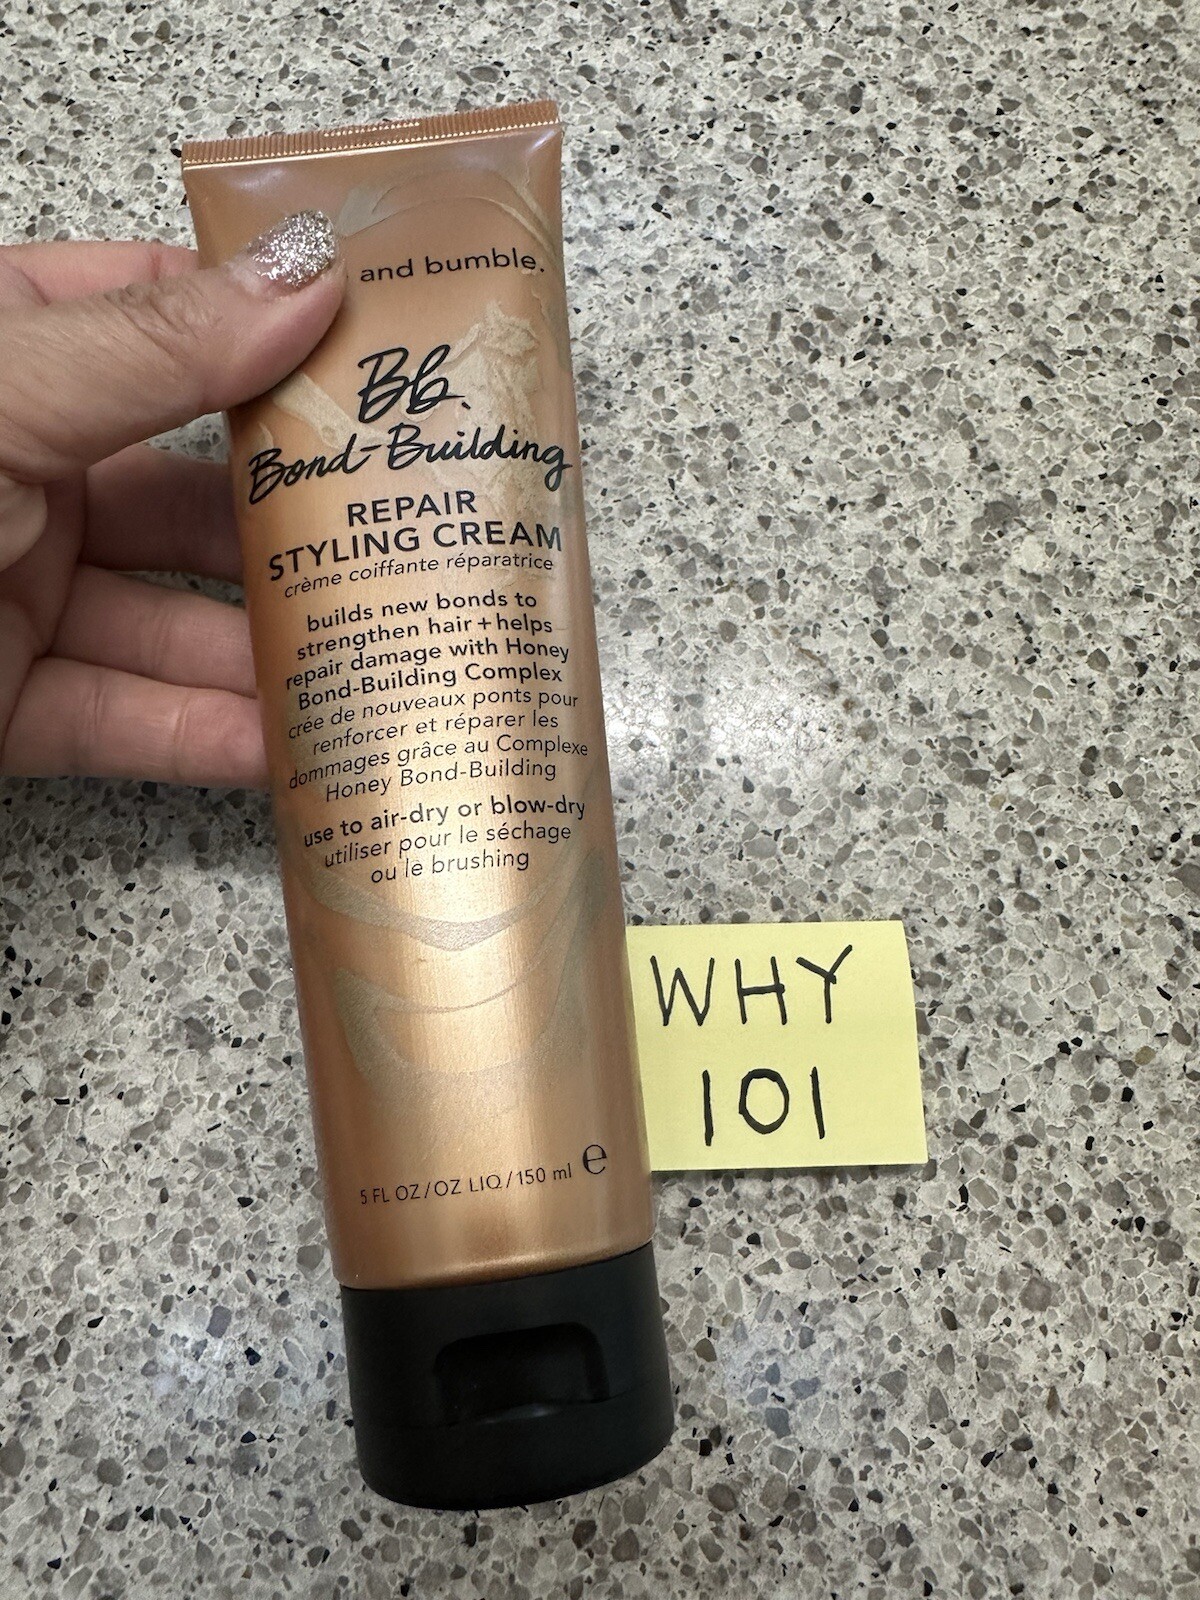 and bumble.
Bb.
Bond-Building
REPAIR
STYLING CREAM
crème coiffante réparatrice
builds new bonds to
strengthen hair + helps
repair damage with Honey
Bond-Building Complex
crée de nouveaux ponts pour
renforcer et réparer les
dommages grâce au Complexe
Honey Bond-Building
use to air-dry or blow-dry
utiliser pour le séchage
ou le brushing
5 FL OZ/OZ LIQ/150 ml e
WHY
101